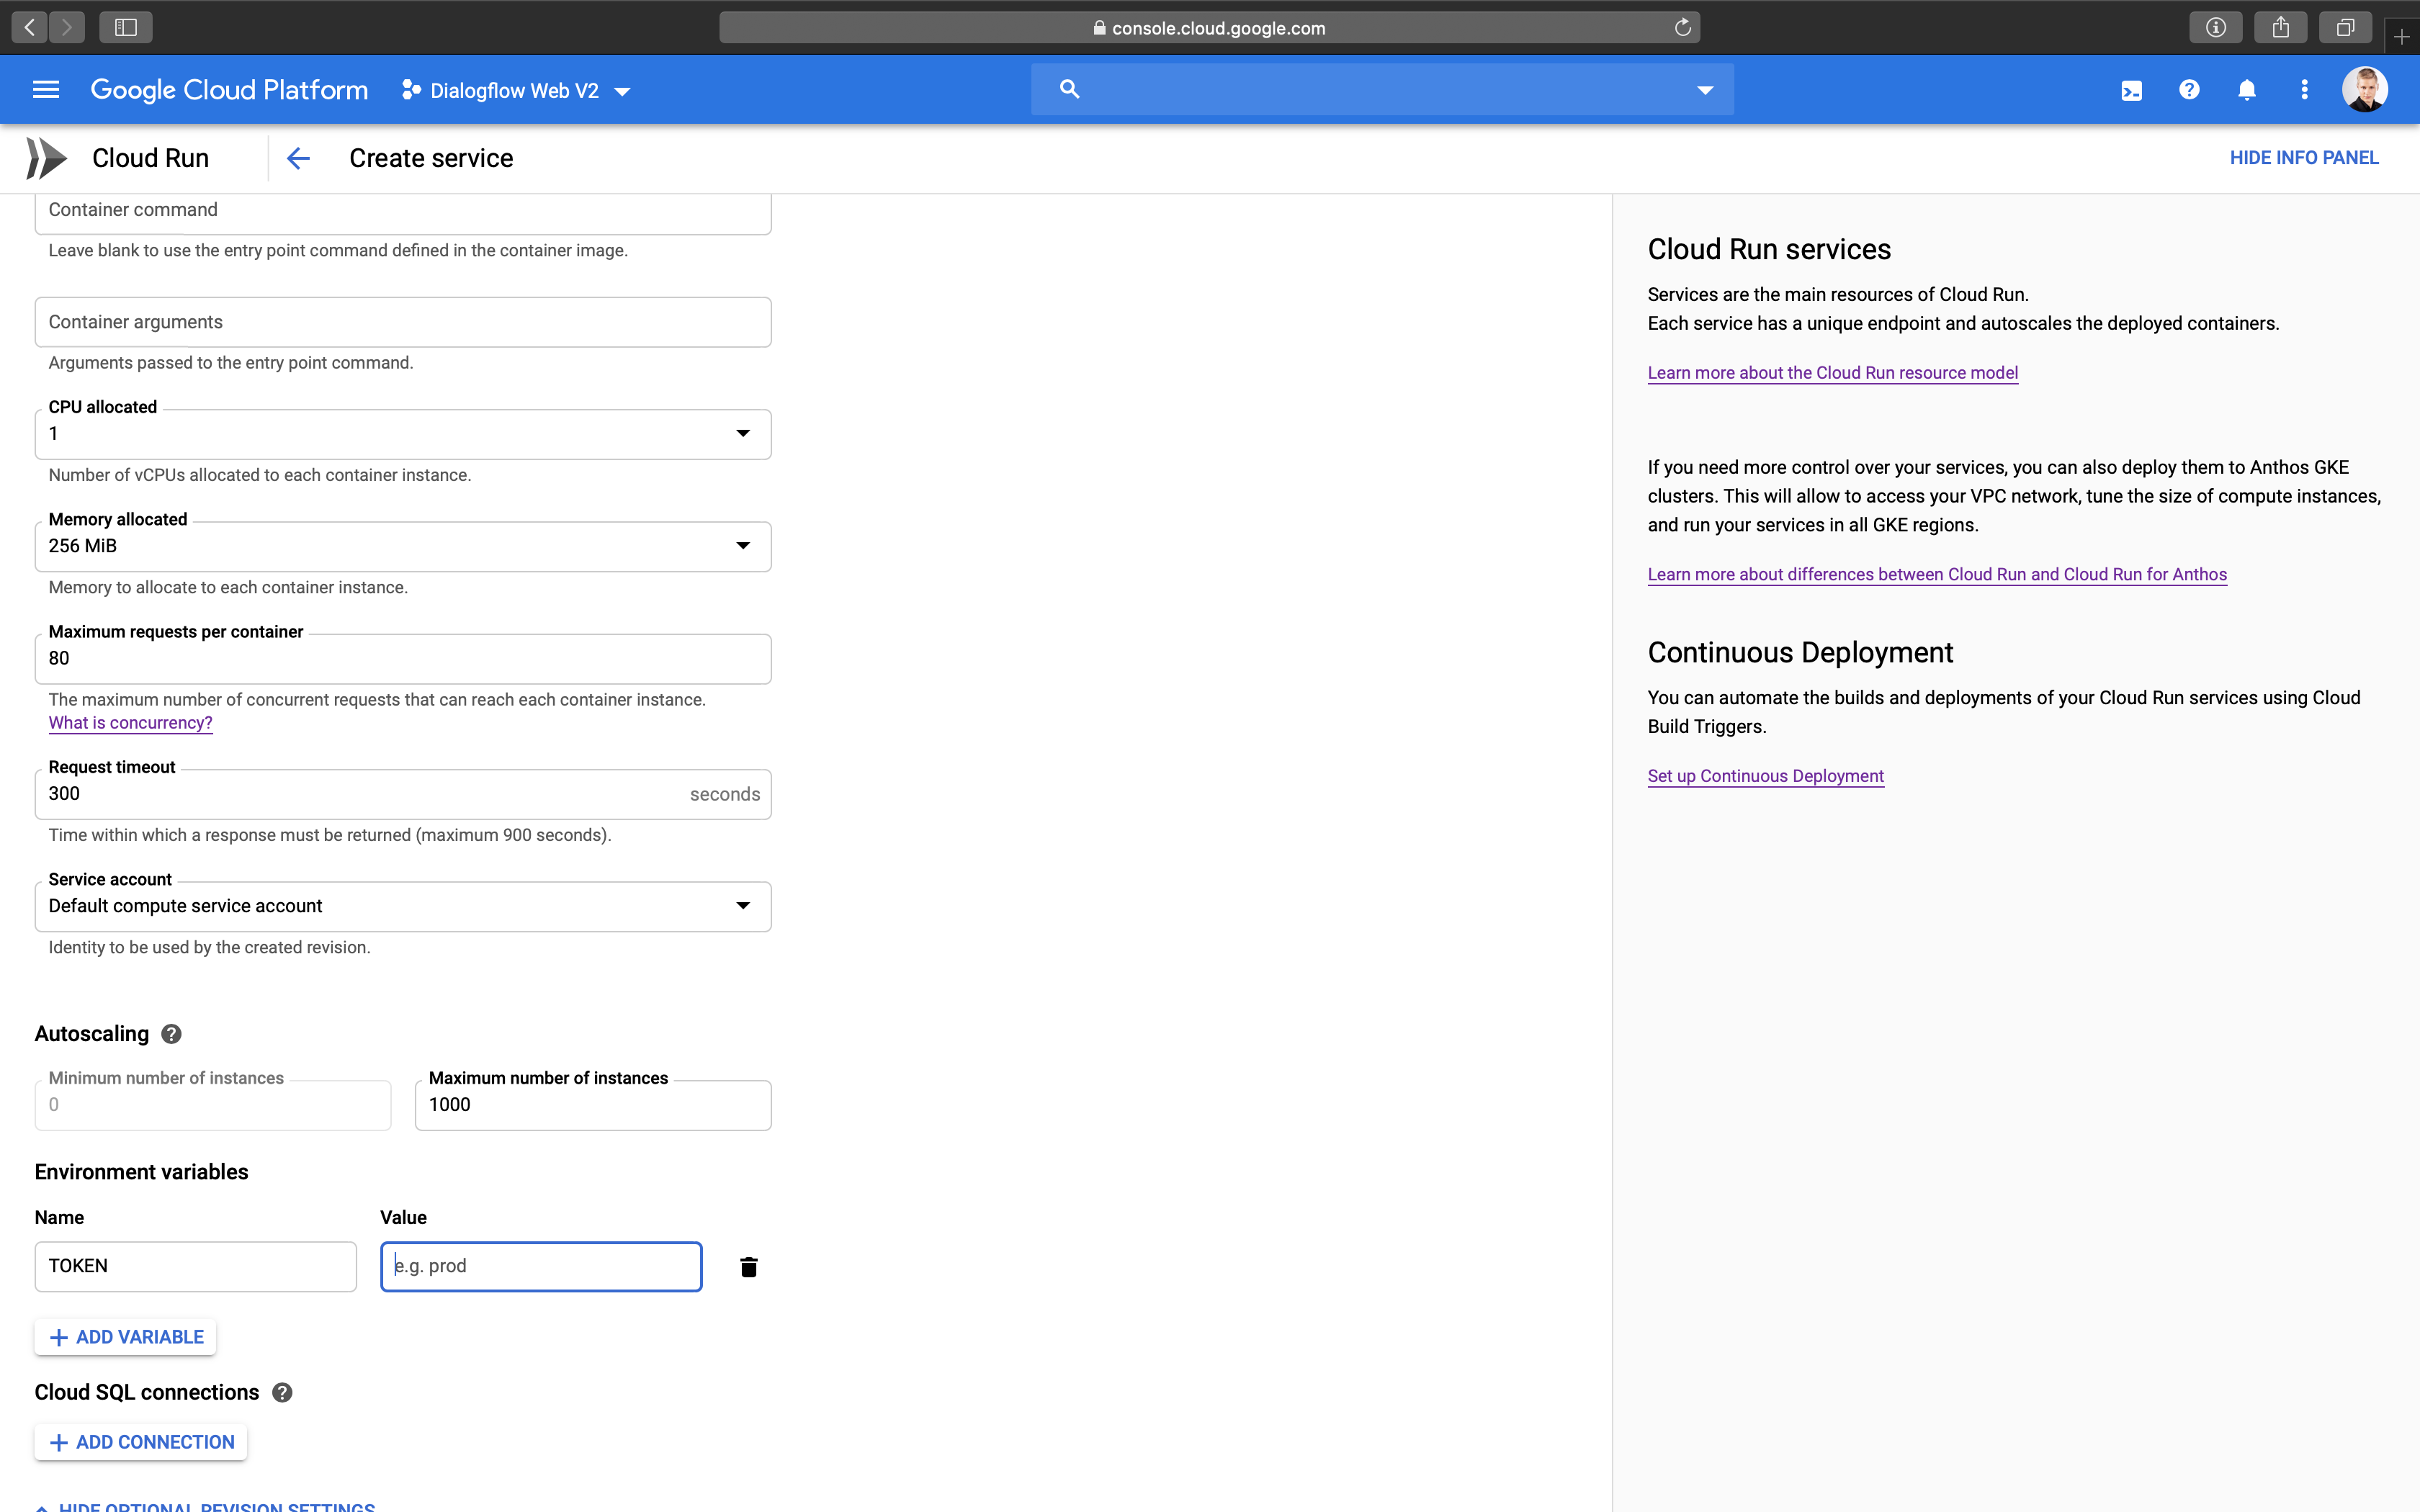 console.cloud.google.com
Google Cloud Platform
Dialogflow Web V2
Cloud Run
Create service
HIDE INFO PANEL
Container command
Leave blank to use the entry point command defined in the container image.
Container arguments
Arguments passed to the entry point command.
CPU allocated
1
Number of vCPUs allocated to each container instance.
Memory allocated
256 MiB
Memory to allocate to each container instance.
Maximum requests per container
80
The maximum number of concurrent requests that can reach each container instance.
What is concurrency?
Request timeout
300 seconds
Time within which a response must be returned (maximum 900 seconds).
Service account
Default compute service account
Identity to be used by the created revision.
Autoscaling
Minimum number of instances
0
Maximum number of instances
1000
Environment variables
Name Value
TOKEN e.g. prod
ADD VARIABLE
Cloud SQL connections
ADD CONNECTION
HIDE OPTIONAL REVISION SETTINGS
Cloud Run services
Services are the main resources of Cloud Run.
Each service has a unique endpoint and autoscales the deployed containers.
Learn more about the Cloud Run resource model
If you need more control over your services, you can also deploy them to Anthos GKE
clusters. This will allow to access your VPC network, tune the size of compute instances,
and run your services in all GKE regions.
Learn more about differences between Cloud Run and Cloud Run for Anthos
Continuous Deployment
You can automate the builds and deployments of your Cloud Run services using Cloud
Build Triggers.
Set up Continuous Deployment